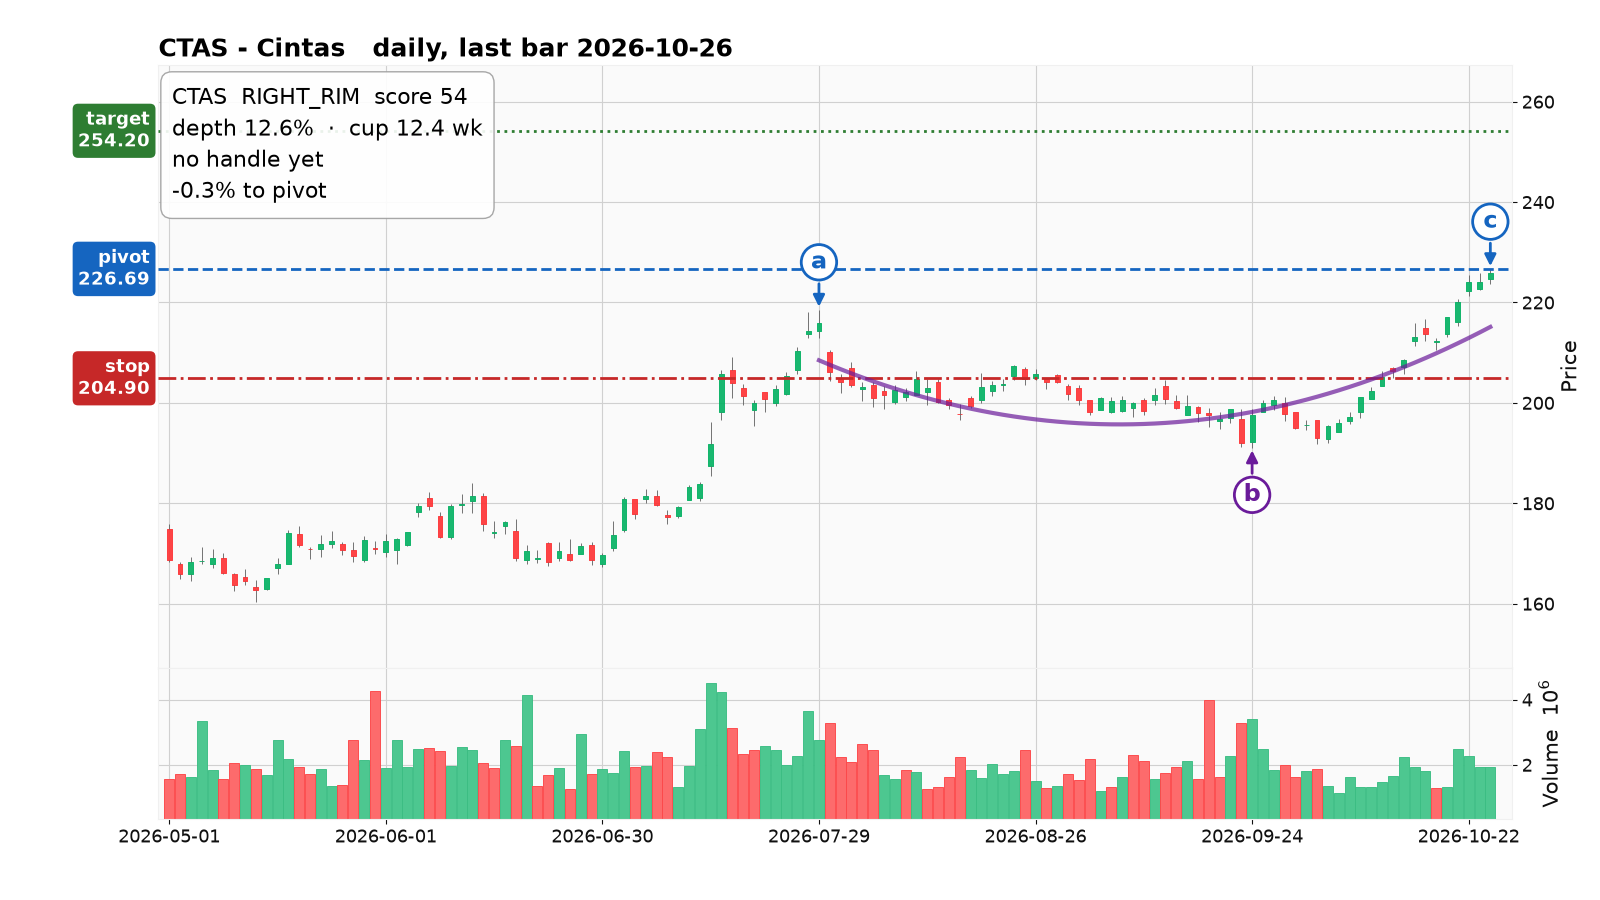 CTAS - Cintas   daily, last bar 2026-10-26
CTAS  RIGHT_RIM  score 54
depth 12.6%  ·  cup 12.4 wk
no handle yet
-0.3% to pivot
target
254.20
pivot
226.69
stop
204.90
a
b
c
260
240
220
200
180
160
Price
4
2
Volume 10⁶
2026-05-01
2026-06-01
2026-06-30
2026-07-29
2026-08-26
2026-09-24
2026-10-22